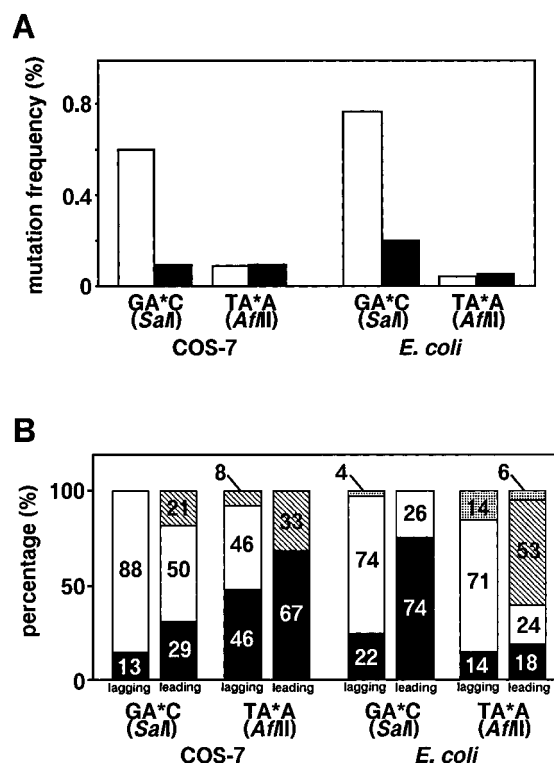 A
mutation frequency (%)
0.8
0.4
0
GA*C TA*A GA*C TA*A
(SalI) (AflII) (SalI) (AflII)
COS-7 E. coli
B
percentage (%)
8 4 6
100
50
0
21 33 26 14 53
88 50 46 74 71 24
13 29 46 67 22 74 14 18
lagging leading lagging leading lagging leading lagging leading
GA*C TA*A GA*C TA*A
(SalI) (AflII) (SalI) (AflII)
COS-7 E. coli